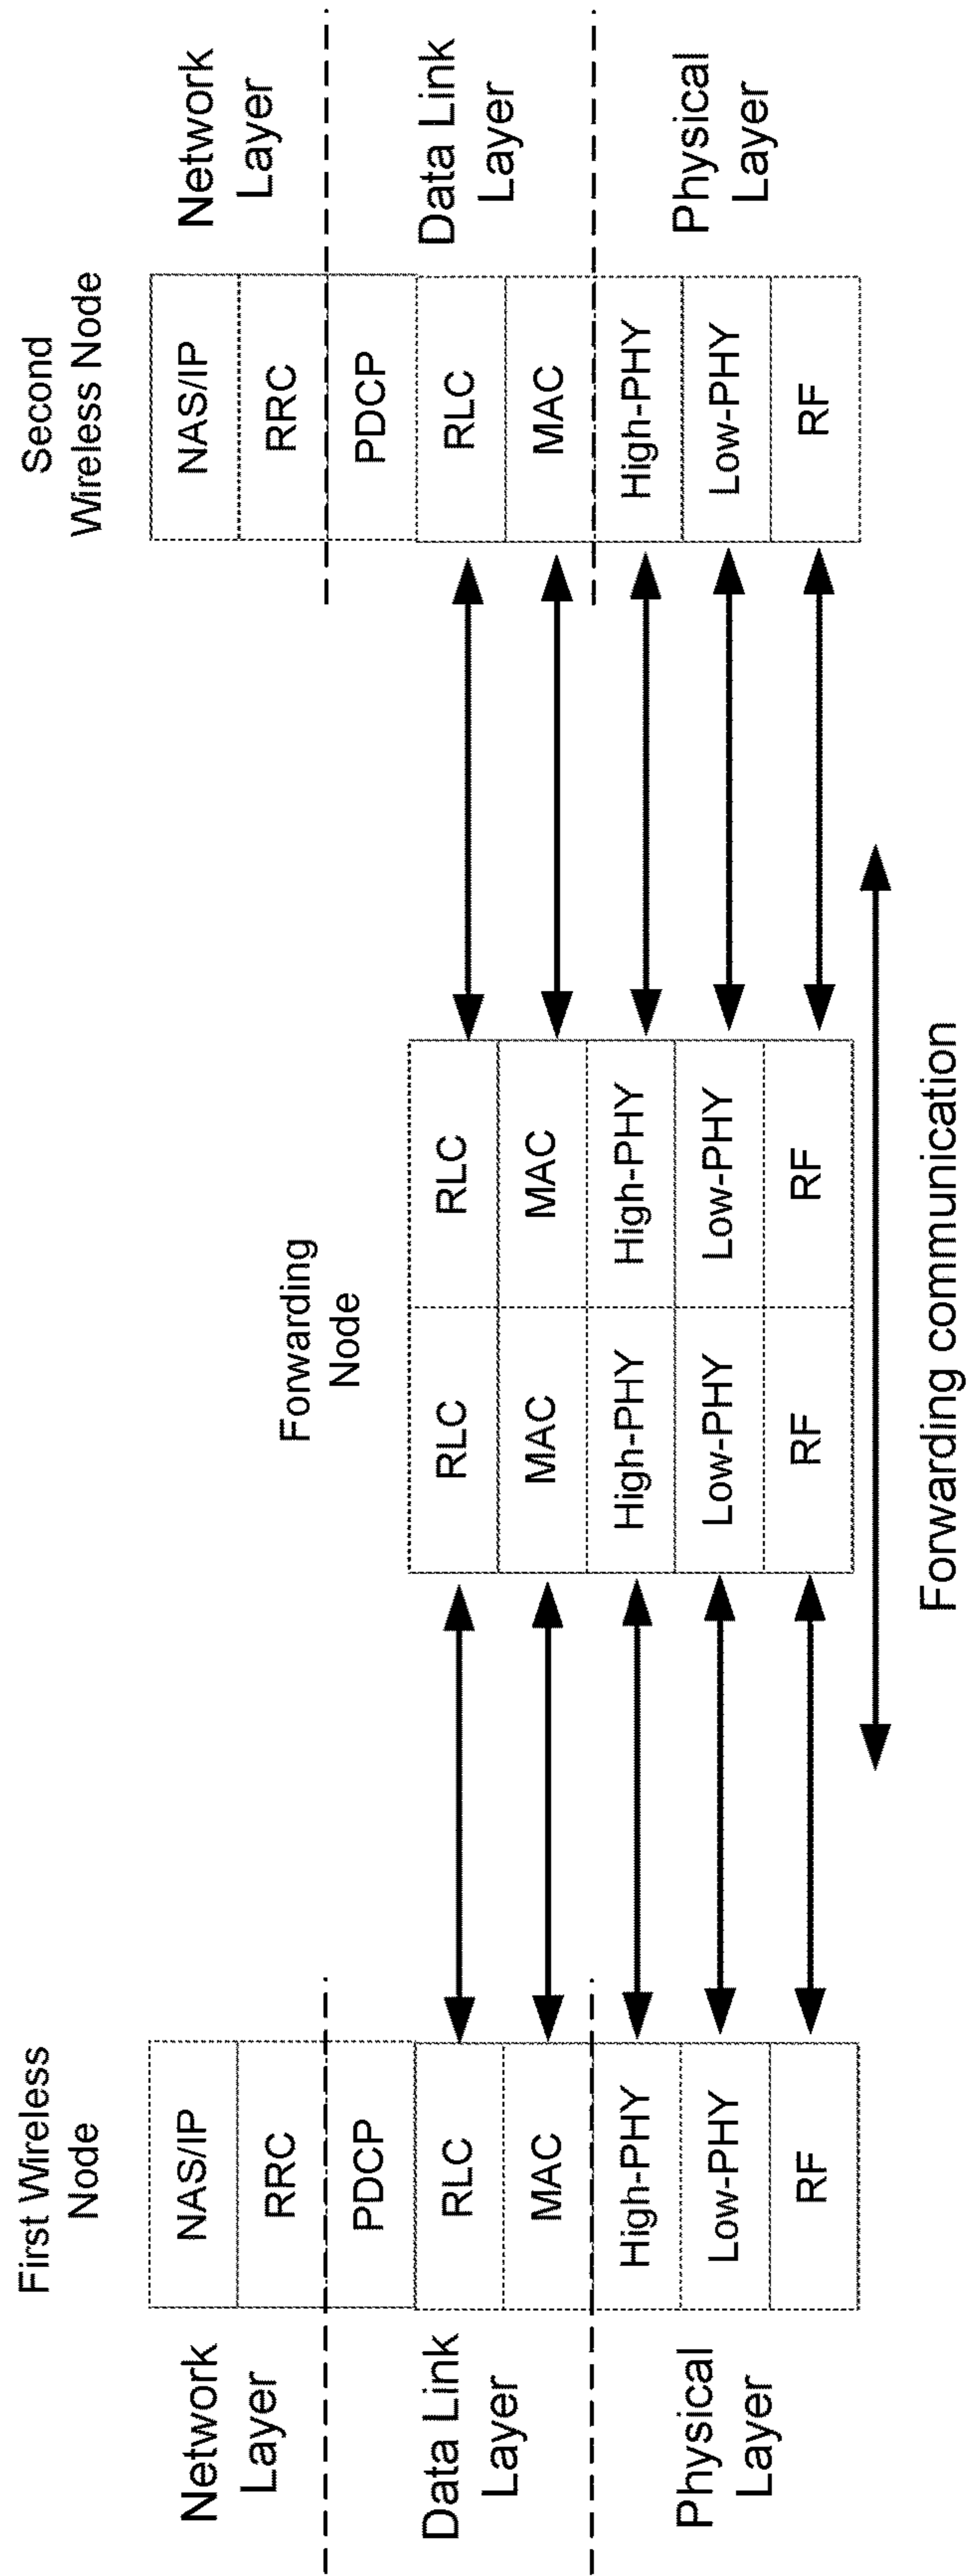 First Wireless
Node
Forwarding
Node
Second
Wireless Node
Network
Layer
Data Link
Layer
Physical
Layer
NAS/IP
RRC
PDCP
RLC
MAC
High-PHY
Low-PHY
RF
RLC
MAC
High-PHY
Low-PHY
RF
RLC
MAC
High-PHY
Low-PHY
RF
NAS/IP
RRC
PDCP
RLC
MAC
High-PHY
Low-PHY
RF
Network
Layer
Data Link
Layer
Physical
Layer
Forwarding communication